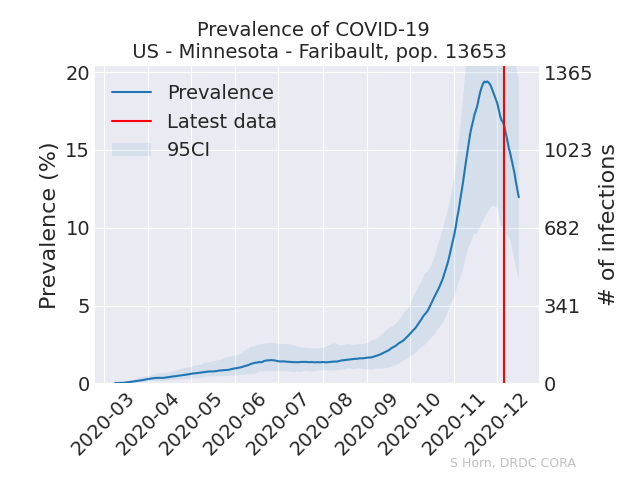 Prevalence of COVID-19
US - Minnesota - Faribault, pop. 13653
Prevalence
Latest data
95CI
Prevalence (%)
20
15
10
5
0
1365
1023
682
341
0
# of infections
2020-03
2020-04
2020-05
2020-06
2020-07
2020-08
2020-09
2020-10
2020-11
2020-12
S Horn, DRDC CORA